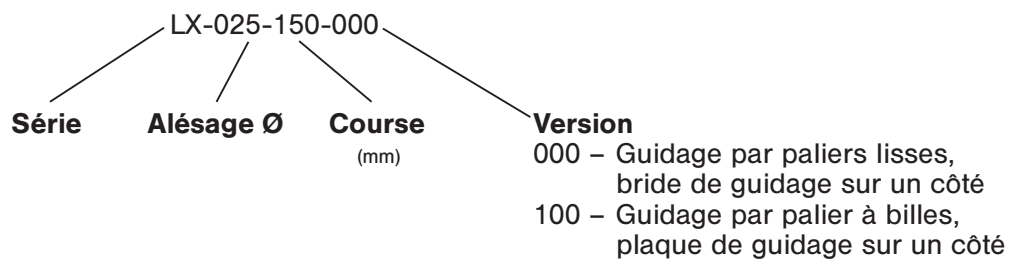 LX-025-150-000
Série Alésage Ø Course Version
(mm)
000 – Guidage par paliers lisses,
bride de guidage sur un côté
100 – Guidage par palier à billes,
plaque de guidage sur un côté